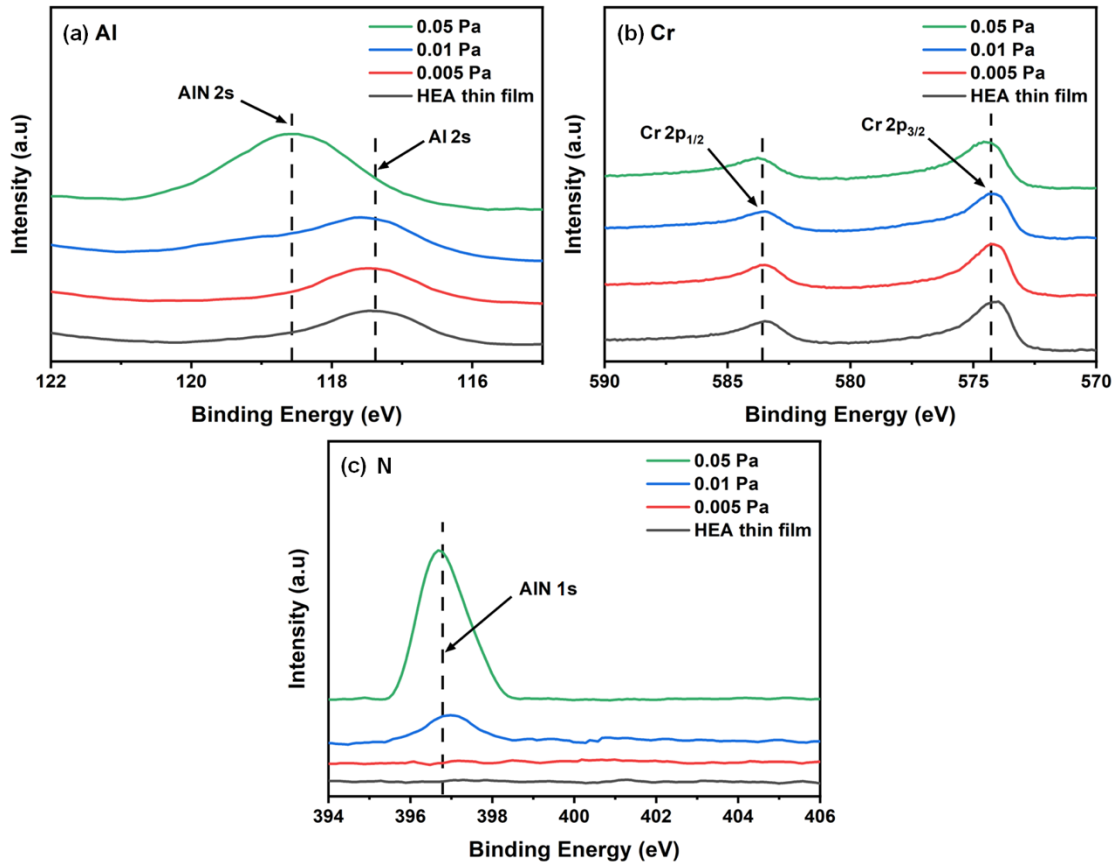 (a) Al
0.05 Pa
0.01 Pa
0.005 Pa
HEA thin film
AlN 2s
Al 2s
Intensity (a.u)
122
120
118
116
Binding Energy (eV)
(b) Cr
0.05 Pa
0.01 Pa
0.005 Pa
HEA thin film
Cr 2p1/2
Cr 2p3/2
Intensity (a.u)
590
585
580
575
570
Binding Energy (eV)
(c) N
0.05 Pa
0.01 Pa
0.005 Pa
HEA thin film
AlN 1s
Intensity (a.u)
394
396
398
400
402
404
406
Binding Energy (eV)